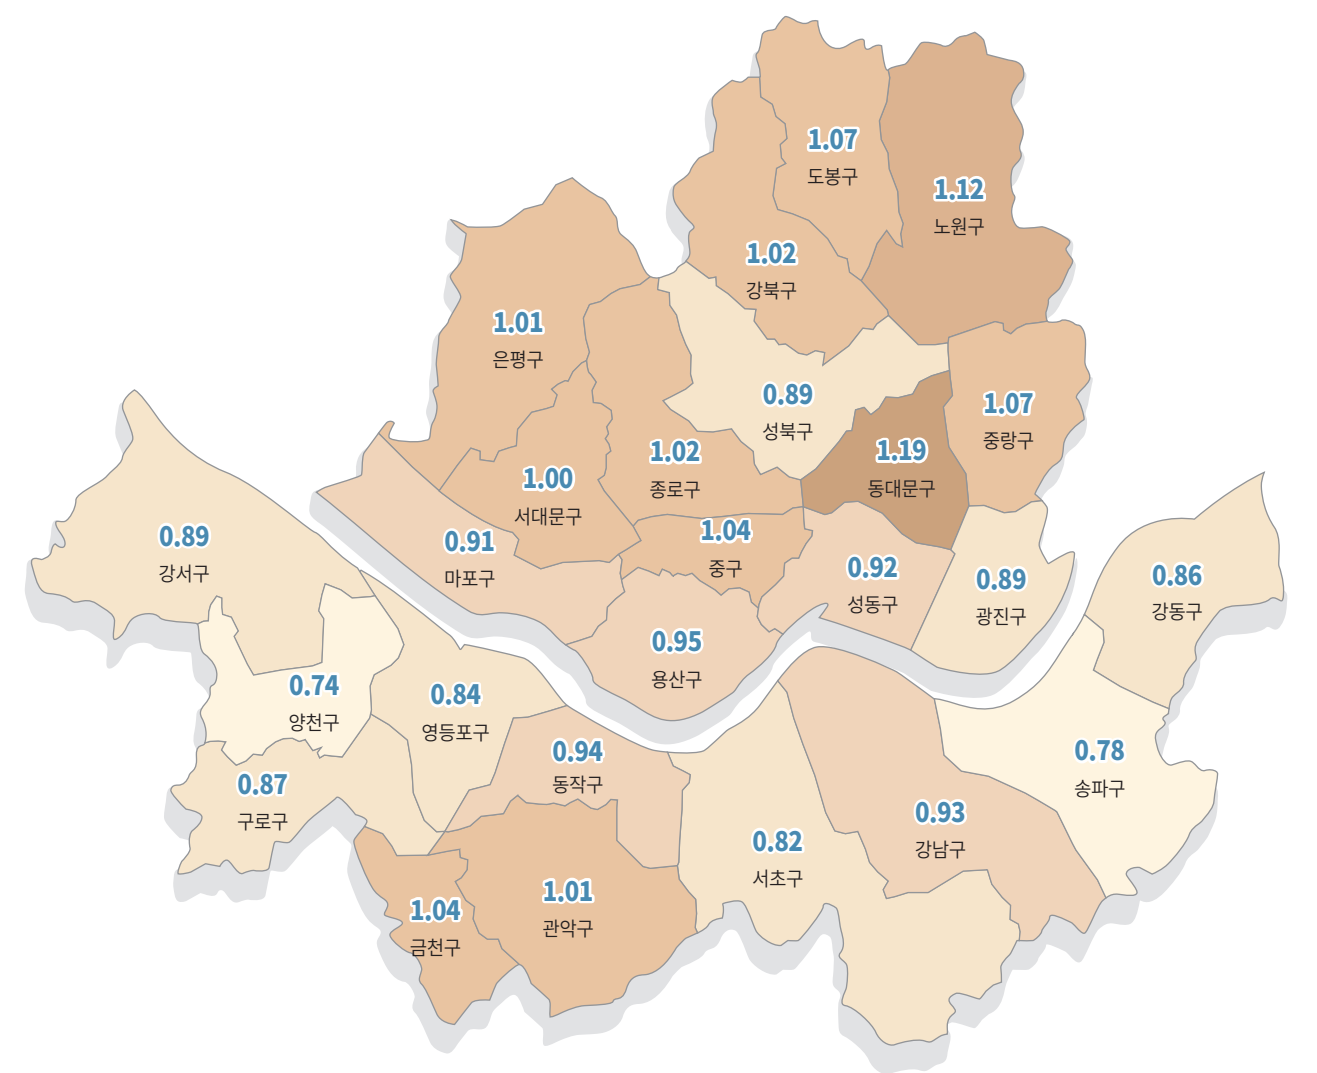 1.07
도봉구
1.12
노원구
1.02
강북구
1.01
은평구
0.89
성북구
1.07
중랑구
1.02
종로구
1.19
동대문구
1.00
서대문구
1.04
중구
0.91
마포구
0.92
성동구
0.89
광진구
0.89
강서구
0.86
강동구
0.95
용산구
0.74
양천구
0.84
영등포구
0.94
동작구
0.78
송파구
0.87
구로구
0.93
강남구
0.82
서초구
1.01
관악구
1.04
금천구